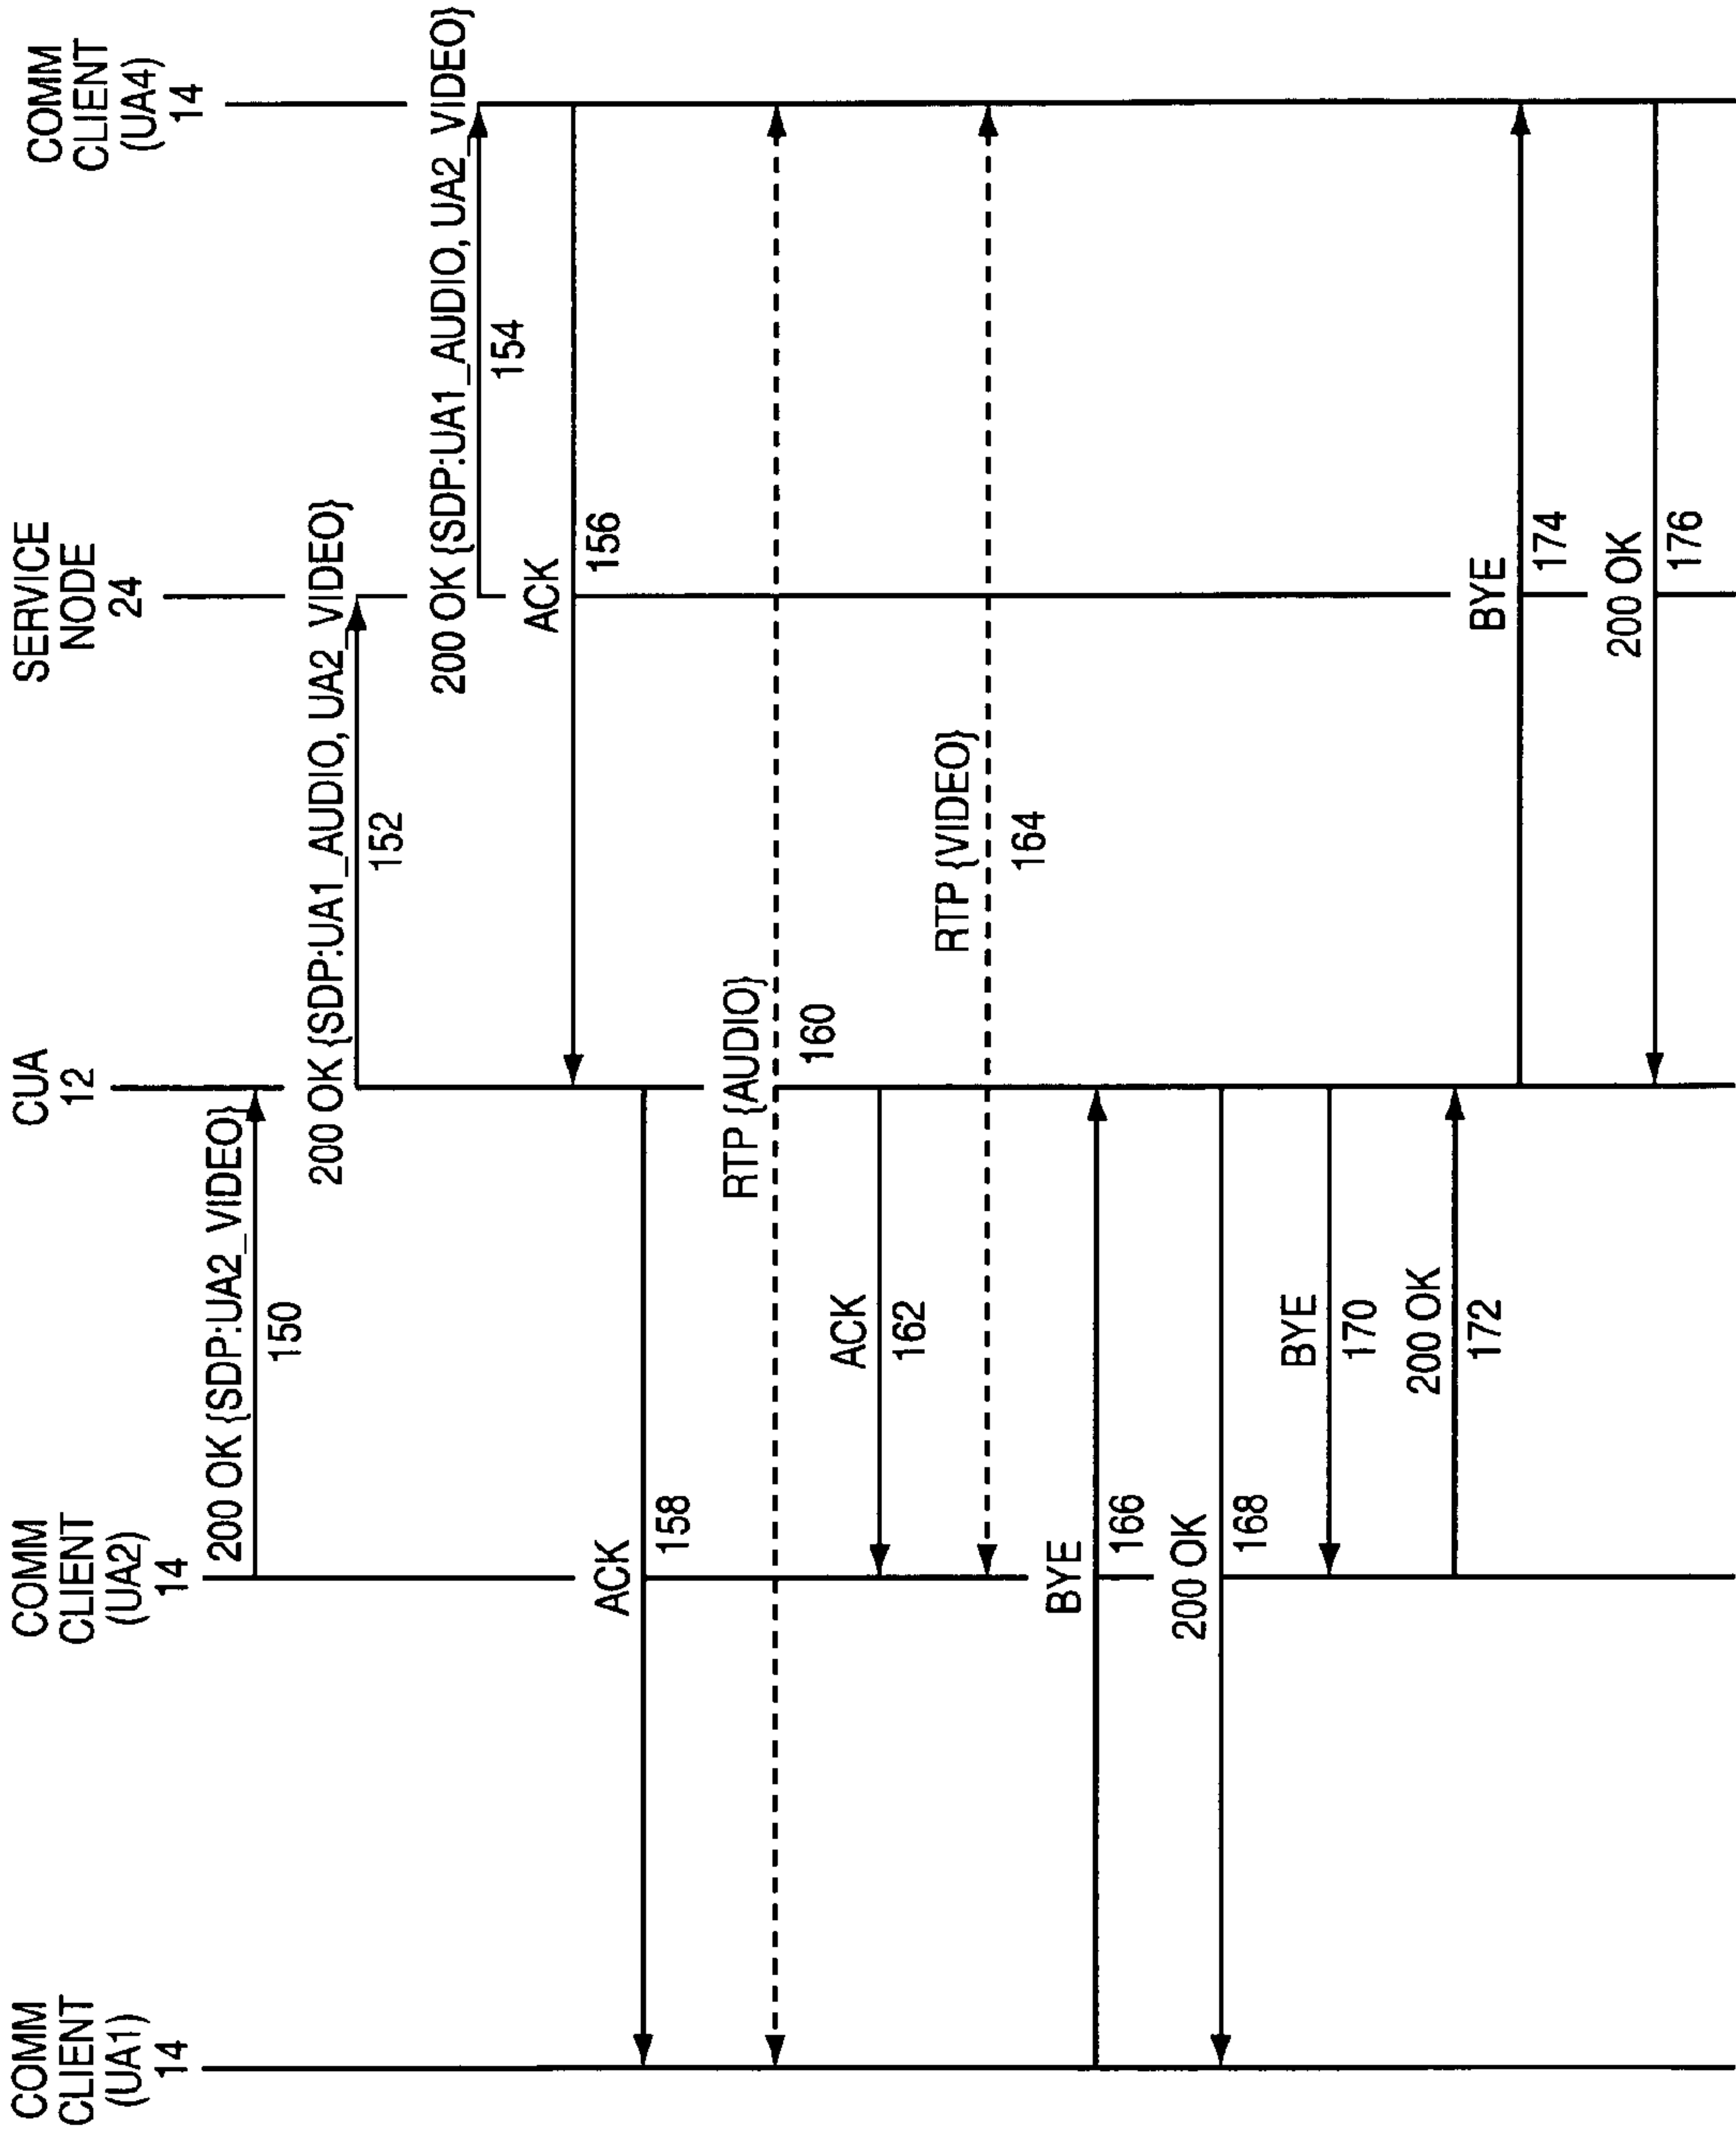 COMM
CLIENT
(UA1)
14
COMM
CLIENT
(UA2)
14
CUA
12
SERVICE
NODE
24
COMM
CLIENT
(UA4)
14
200 OK {SDP:UA2_VIDEO}
150
200 OK {SDP:UA1_AUDIO, UA2_VIDEO}
152
200 OK {SDP:UA1_AUDIO, UA2_VIDEO}
154
ACK
156
ACK
158
RTP {AUDIO}
160
ACK
162
RTP {VIDEO}
164
BYE
166
200 OK
168
BYE
170
200 OK
172
BYE
174
200 OK
176